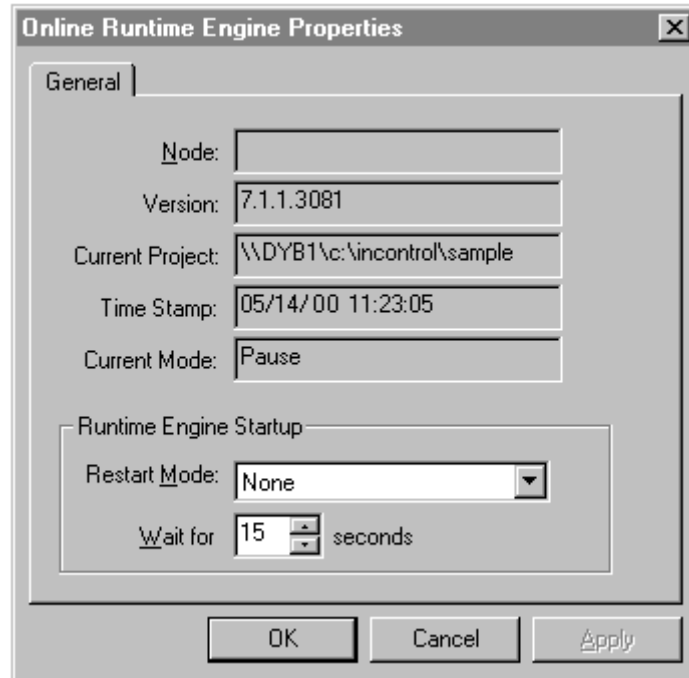 Online Runtime Engine Properties
General
Node:
Version: 7.1.1.3081
Current Project: \\DYB1\c:\incontrol\sample
Time Stamp: 05/14/00 11:23:05
Current Mode: Pause
Runtime Engine Startup
Restart Mode: None
Wait for 15 seconds
OK Cancel Apply